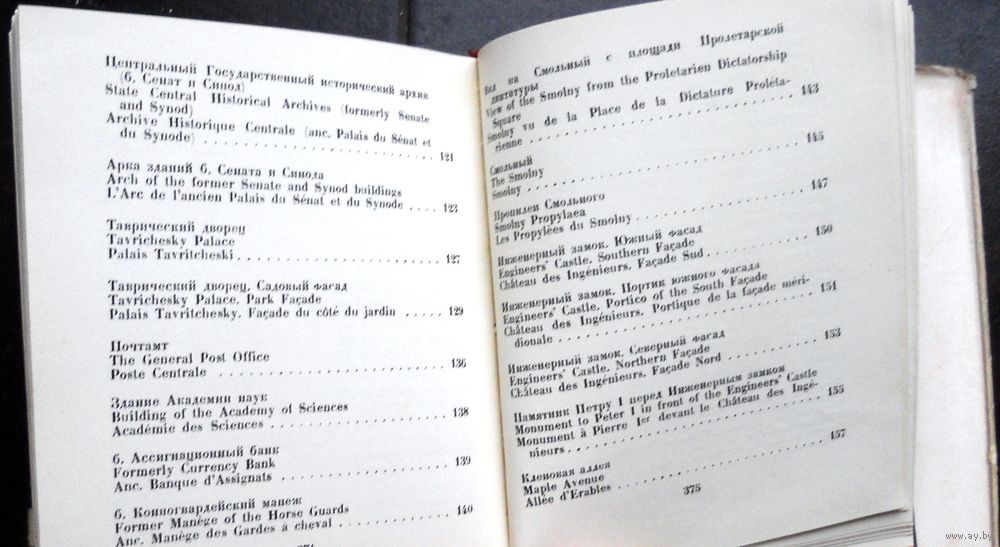 Центральный Государственный исторический архив
(б. Сенат и Синод)
State Central Historical Archives (formerly Senate
and Synod)
Archive Historique Centrale (anc. Palais du Sénat et
du Synode) . . . . . . . . . . . . . . . . . 121
Арка зданий б. Сената и Синода
Arch of the former Senate and Synod buildings
L'Arc de l'ancien Palais du Sénat et du Synode . . . . 123
Таврический дворец
Tavrichesky Palace
Palais Tavritcheski . . . . . . . . . . . . . . . 127
Таврический дворец. Садовый фасад
Tavrichesky Palace, Park Façade
Palais Tavritchesky. Façade du côté du jardin . . . . . 129
Почтамт
The General Post Office
Poste Centrale . . . . . . . . . . . . . . . . . 136
Здание Академии наук
Building of the Academy of Sciences
Académie des Sciences . . . . . . . . . . . . . . 138
б. Ассигнационный банк
Formerly Currency Bank
Anc. Banque d'Assignats . . . . . . . . . . . . . 139
б. Конногвардейский манеж
Former Manège of the Horse Guards
Anc. Manège des Gardes à cheval . . . . . . . . . 140
Вид на Смольный с площади Пролетарской
диктатуры
View of the Smolny from the Proletarien Dictatorship
Square
Smolny vu de la Place de la Dictature Proléta-
rienne . . . . . . . . . . . . . . . . . . . . . 143
Смольный
The Smolny
Smolny . . . . . . . . . . . . . . . . . . . . . 145
Пропилеи Смольного
Smolny Propylaea
Les Propylées du Smolny . . . . . . . . . . . . . 147
Инженерный замок. Южный фасад
Engineers' Castle. Southern Façade
Château des Ingénieurs. Façade Sud . . . . . . . . 150
Инженерный замок. Портик южного фасада
Engineers' Castle, Portico of the South Façade
Château des Ingénieurs. Portique de la façade méri-
dionale . . . . . . . . . . . . . . . . . . . . . 151
Инженерный замок. Северный фасад
Engineers' Castle. Northern Façade
Château des Ingénieurs. Façade Nord . . . . . . . 153
Памятник Петру I перед Инженерным замком
Monument to Peter I in front of the Engineers' Castle
Monument à Pierre Ier devant le Château des Ingé-
nieurs . . . . . . . . . . . . . . . . . . . . . 155
Кленовая аллея
Maple Avenue
Allée d'Érables . . . . . . . . . . . . . . . . . 157
375
www.ay.by